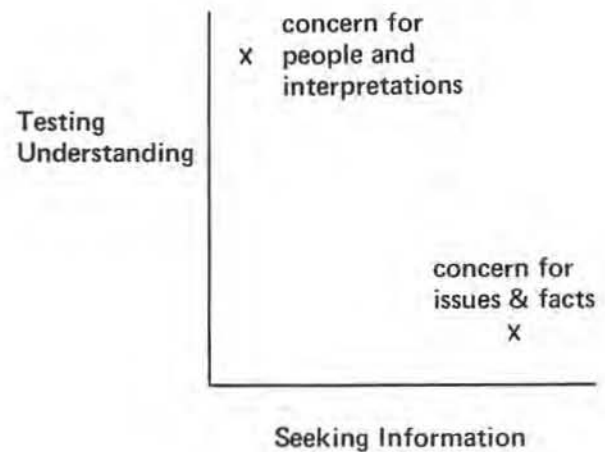 concern for
X people and
interpretations
Testing
Understanding
concern for
issues & facts
X
Seeking Information